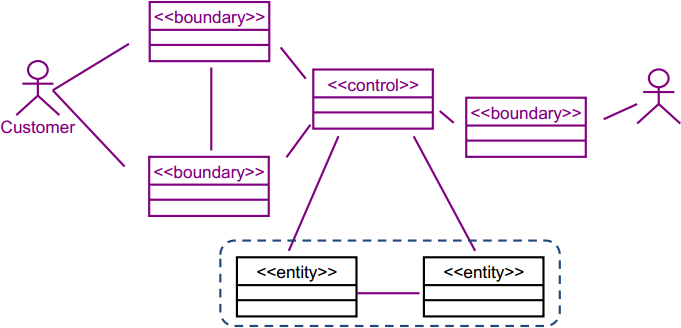 <<boundary>>
<<control>>
<<boundary>>
Customer
<<boundary>>
<<entity>>
<<entity>>